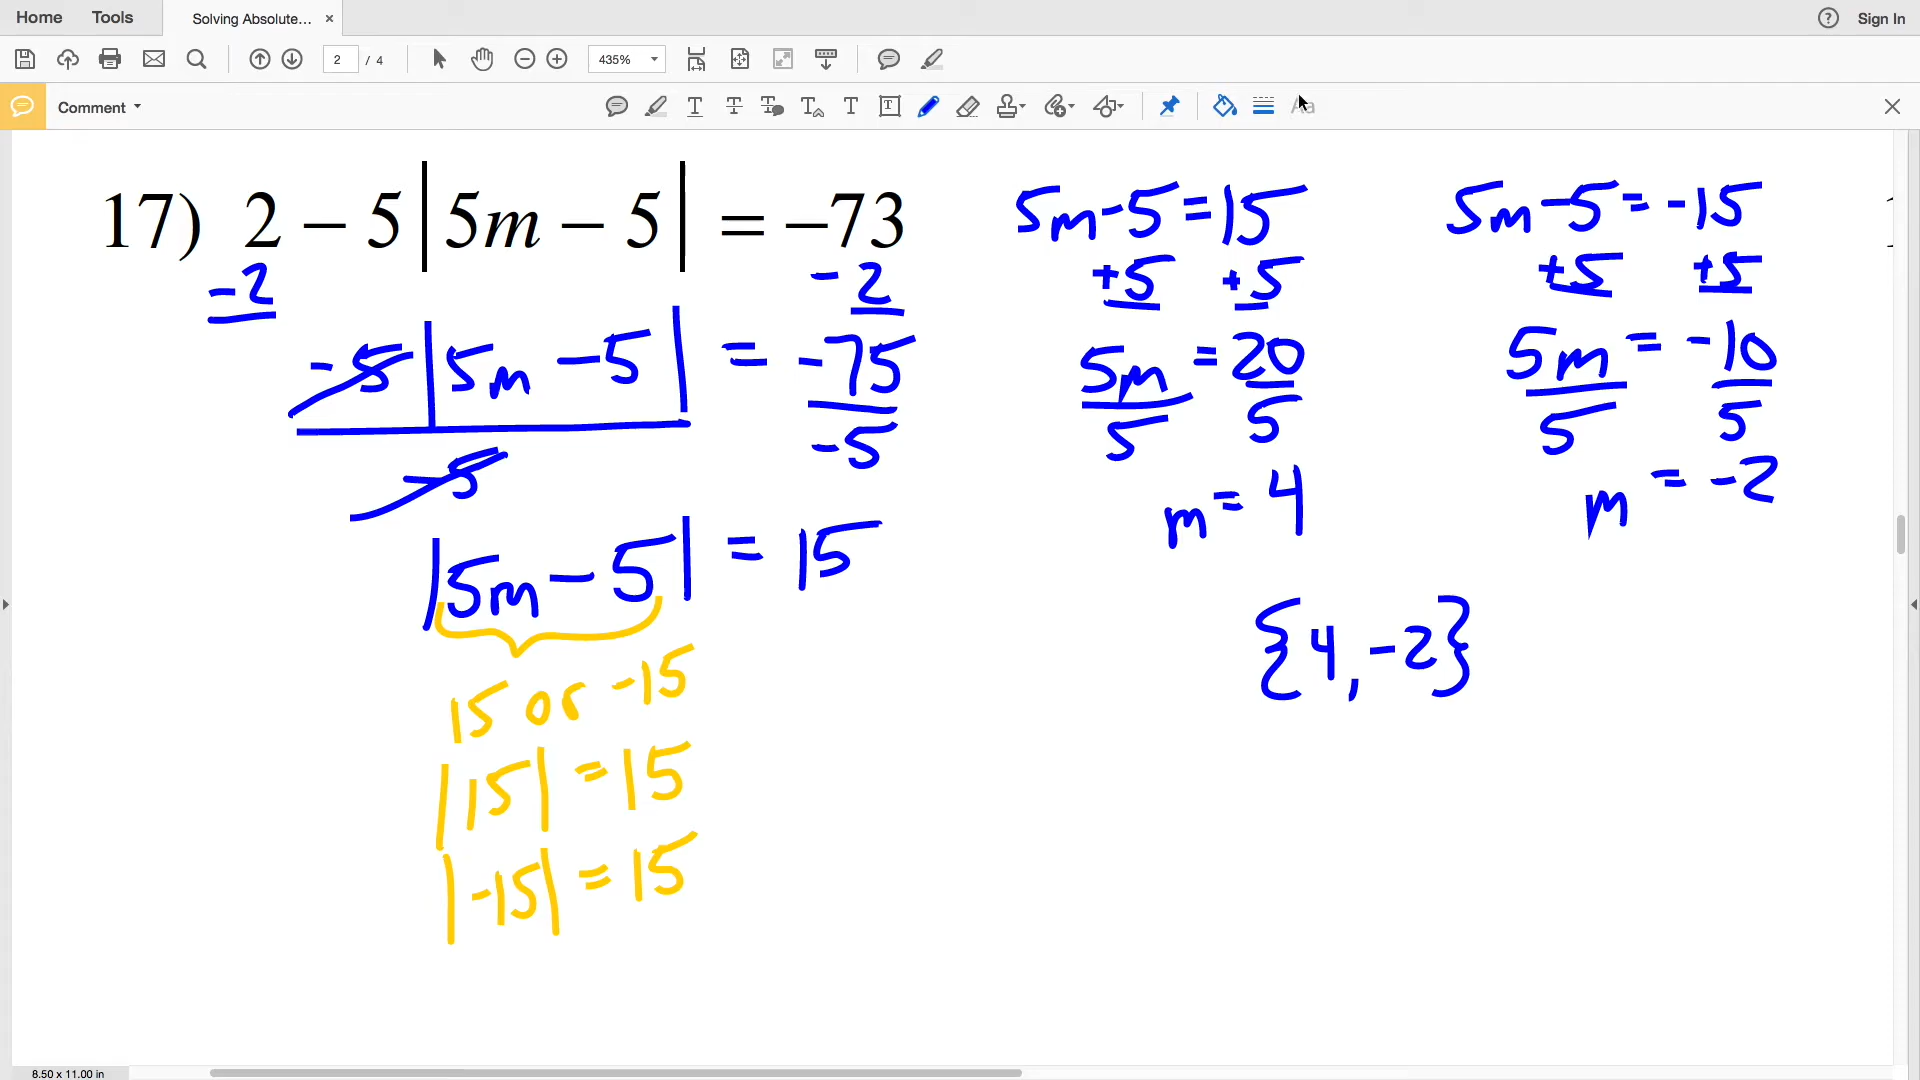 Home Tools Solving Absolute... × ? Sign In
2 / 4 435%
Comment T T T T T T Aa
17) 2 − 5|5m − 5| = −73
-2 -2
-5|5m - 5| = -75
-5 -5
|5m - 5| = 15
15 or -15
|15| = 15
|-15| = 15
5m - 5 = 15
+5 +5
5m = 20
5 5
m = 4
5m - 5 = -15
+5 +5
5m = -10
5 5
m = -2
{4, -2}
8.50 x 11.00 in